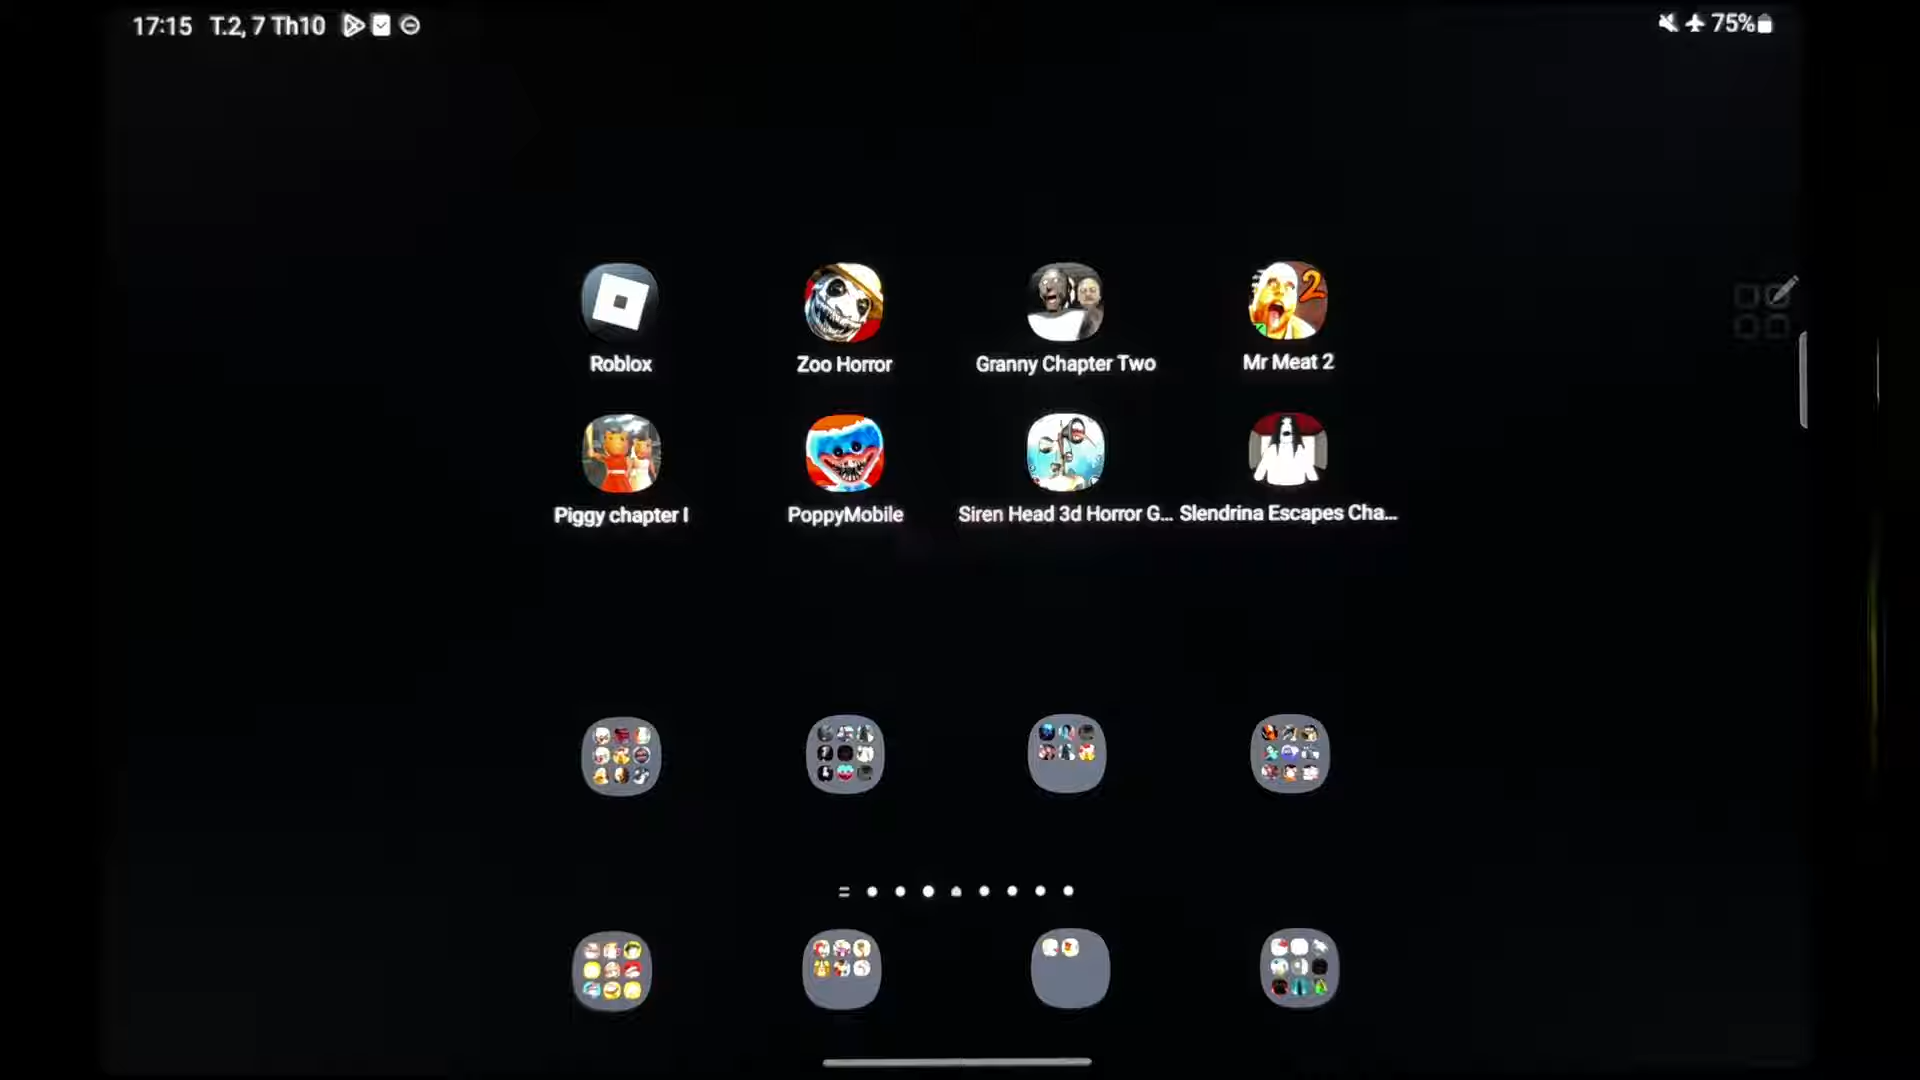 17:15 T.2, 7 Th10
75%
Roblox
Zoo Horror
Granny Chapter Two
2
Mr Meat 2
Piggy chapter I
PoppyMobile
Siren Head 3d Horror G...
Slendrina Escapes Cha...